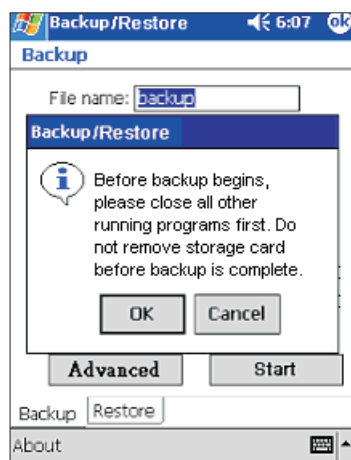 Backup/Restore 6:07 ok
Backup
File name: backup
Backup/Restore
Before backup begins,
please close all other
running programs first. Do
not remove storage card
before backup is complete.
OK Cancel
Advanced Start
Backup Restore
About